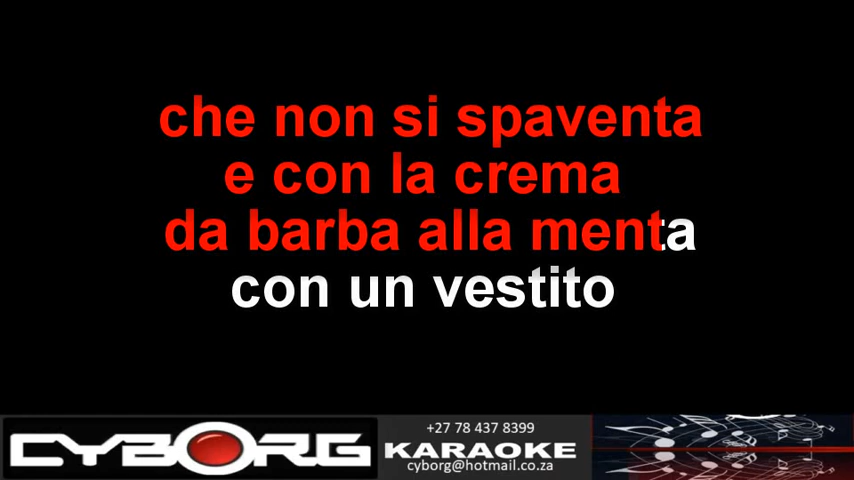 che non si spaventa
e con la crema
da barba alla menta
con un vestito
CYBORG
+27 78 437 8399
KARAOKE
cyborg@hotmail.co.za